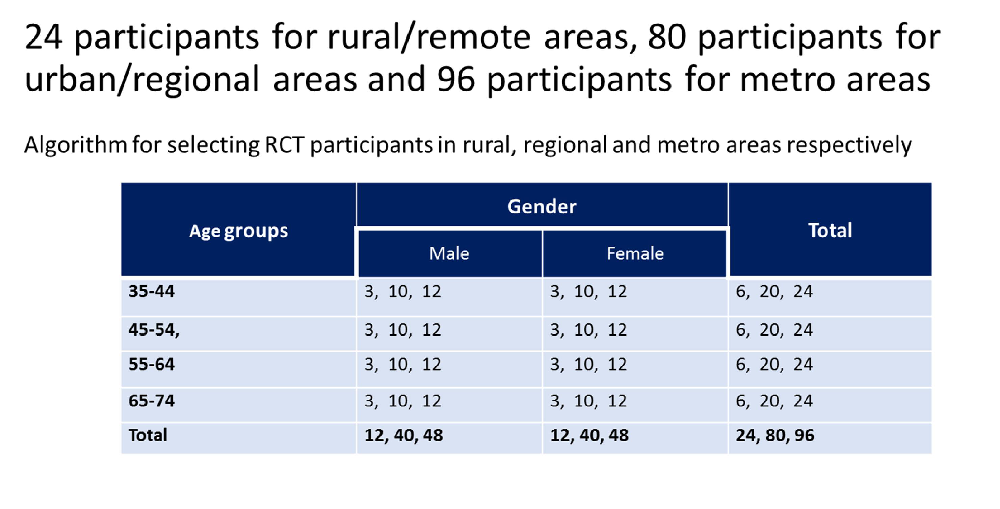 24 participants for rural/remote areas, 80 participants for
urban/regional areas and 96 participants for metro areas
Algorithm for selecting RCT participants in rural, regional and metro areas respectively
Age groups Gender Total
Male Female
35-44 3, 10, 12 3, 10, 12 6, 20, 24
45-54, 3, 10, 12 3, 10, 12 6, 20, 24
55-64 3, 10, 12 3, 10, 12 6, 20, 24
65-74 3, 10, 12 3, 10, 12 6, 20, 24
Total 12, 40, 48 12, 40, 48 24, 80, 96